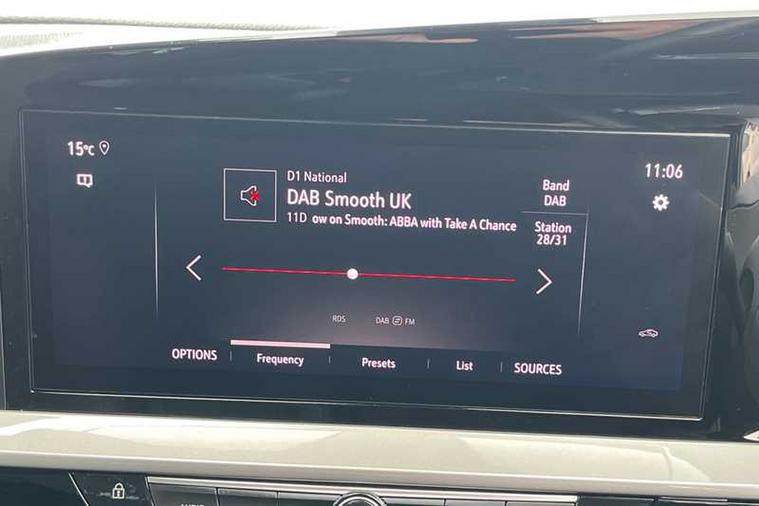 15°C
11:06
D1 National
DAB Smooth UK
11D ow on Smooth: ABBA with Take A Chance
Band
DAB
Station
28/31
RDS DAB FM
OPTIONS Frequency Presets List SOURCES